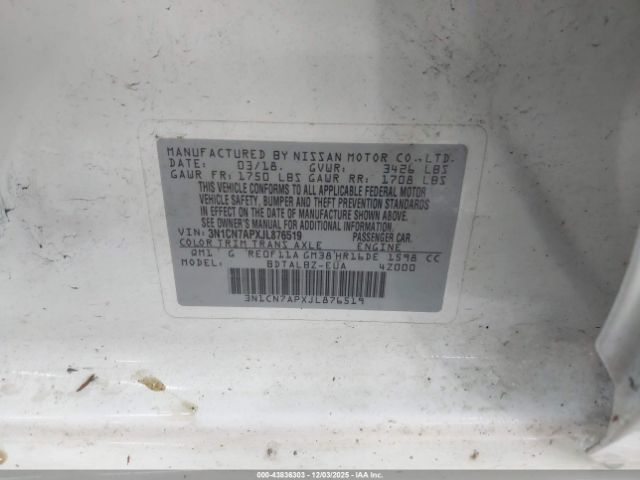 MANUFACTURED BY NISSAN MOTOR CO.,LTD.
DATE: 03/18. GVWR: 3426 LBS
GAWR FR: 1750 LBS GAWR RR: 1708 LBS
THIS VEHICLE CONFORMS TO ALL APPLICABLE FEDERAL MOTOR
VEHICLE SAFETY, BUMPER AND THEFT PREVENTION STANDARDS
IN EFFECT ON THE DATE OF MANUFACTURE SHOWN ABOVE.
SEE OWNER'S MANUAL FOR ADDITIONAL INFORMATION
VIN: 3N1CN7APXJL876519 PASSENGER CAR.
COLOR TRIM TRANS AXLE ENGINE
QM1 G RE0F11A GM38 HR16DE 1598 CC
MODEL: BDTALBZ-EUA 42000
3N1CN7APXJL876519
000-43836303 - 12/03/2025 - IAA Inc.